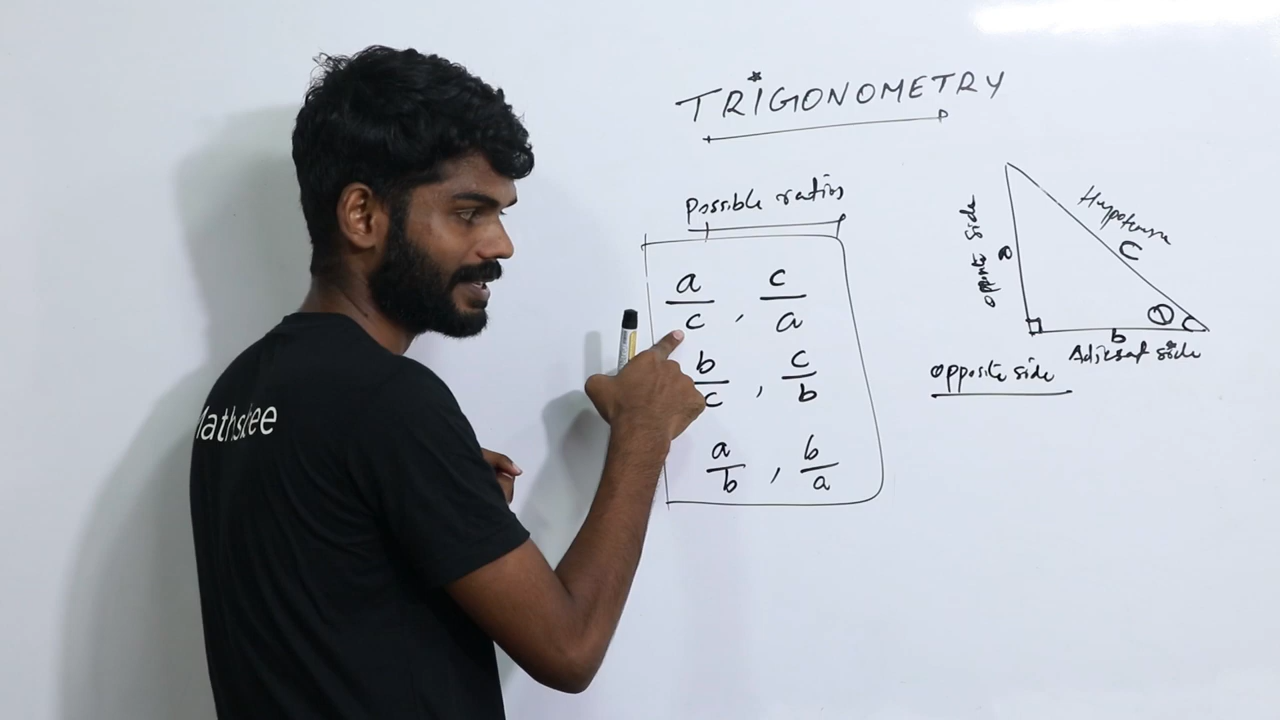 TRIGONOMETRY
Possible ratios
a/c , c/a
b/c , c/b
a/b , b/a
Hypotenuse
c
opposite side
a
b
Adjacent side
opposite side